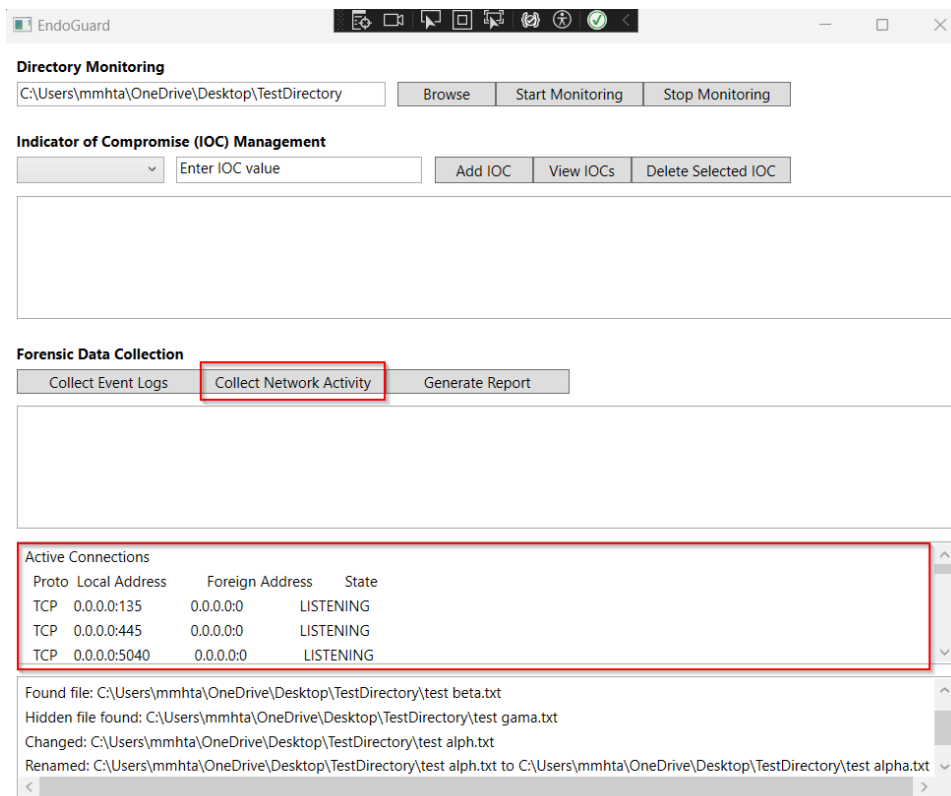 EndoGuard
Directory Monitoring
C:\Users\mmhta\OneDrive\Desktop\TestDirectory Browse Start Monitoring Stop Monitoring
Indicator of Compromise (IOC) Management
Enter IOC value Add IOC View IOCs Delete Selected IOC
Forensic Data Collection
Collect Event Logs Collect Network Activity Generate Report
Active Connections
Proto Local Address Foreign Address State
TCP 0.0.0.0:135 0.0.0.0:0 LISTENING
TCP 0.0.0.0:445 0.0.0.0:0 LISTENING
TCP 0.0.0.0:5040 0.0.0.0:0 LISTENING
Found file: C:\Users\mmhta\OneDrive\Desktop\TestDirectory\test beta.txt
Hidden file found: C:\Users\mmhta\OneDrive\Desktop\TestDirectory\test gama.txt
Changed: C:\Users\mmhta\OneDrive\Desktop\TestDirectory\test alph.txt
Renamed: C:\Users\mmhta\OneDrive\Desktop\TestDirectory\test alph.txt to C:\Users\mmhta\OneDrive\Desktop\TestDirectory\test alpha.txt